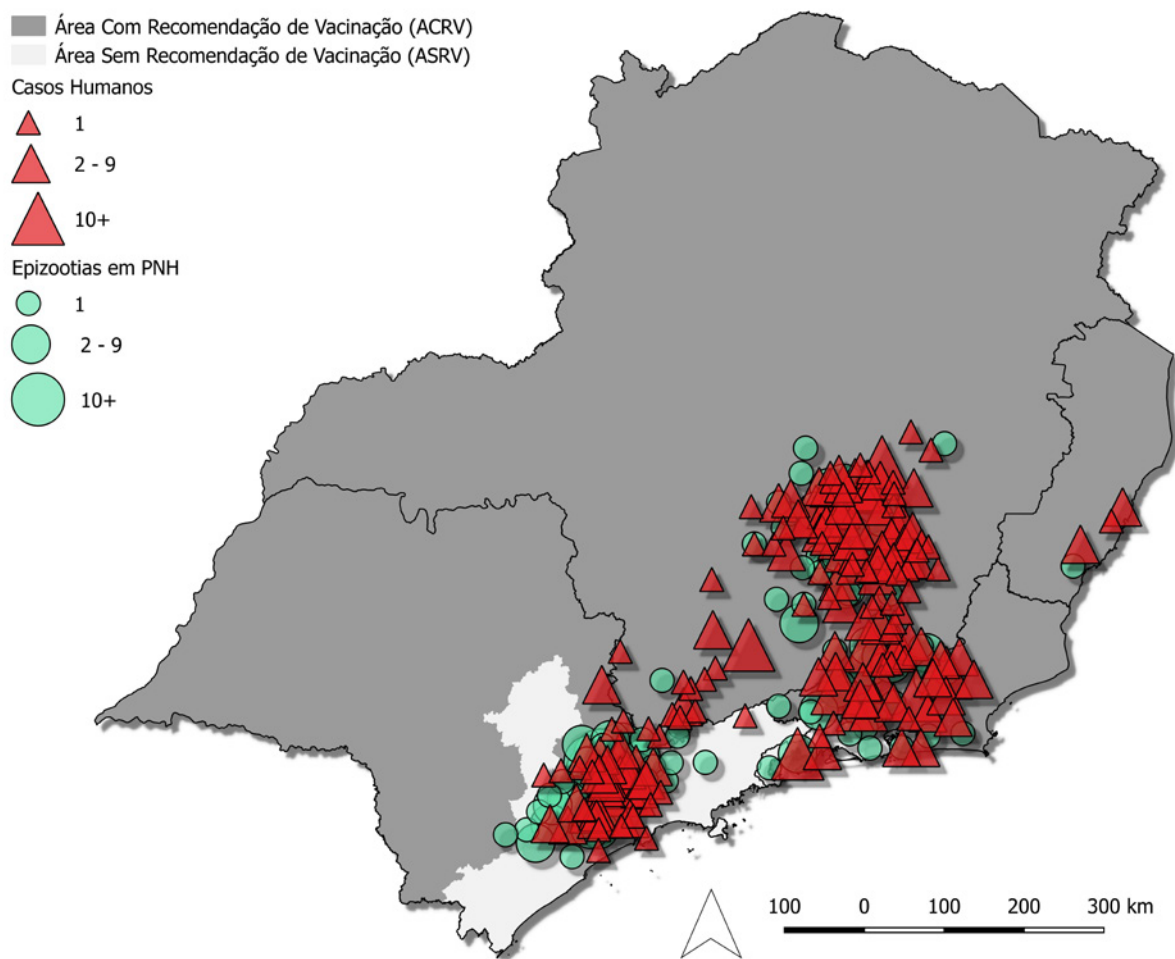 Área Com Recomendação de Vacinação (ACRV)
Área Sem Recomendação de Vacinação (ASRV)
Casos Humanos
1
2 - 9
10+
Epizootias em PNH
1
2 - 9
10+
100 0 100 200 300 km